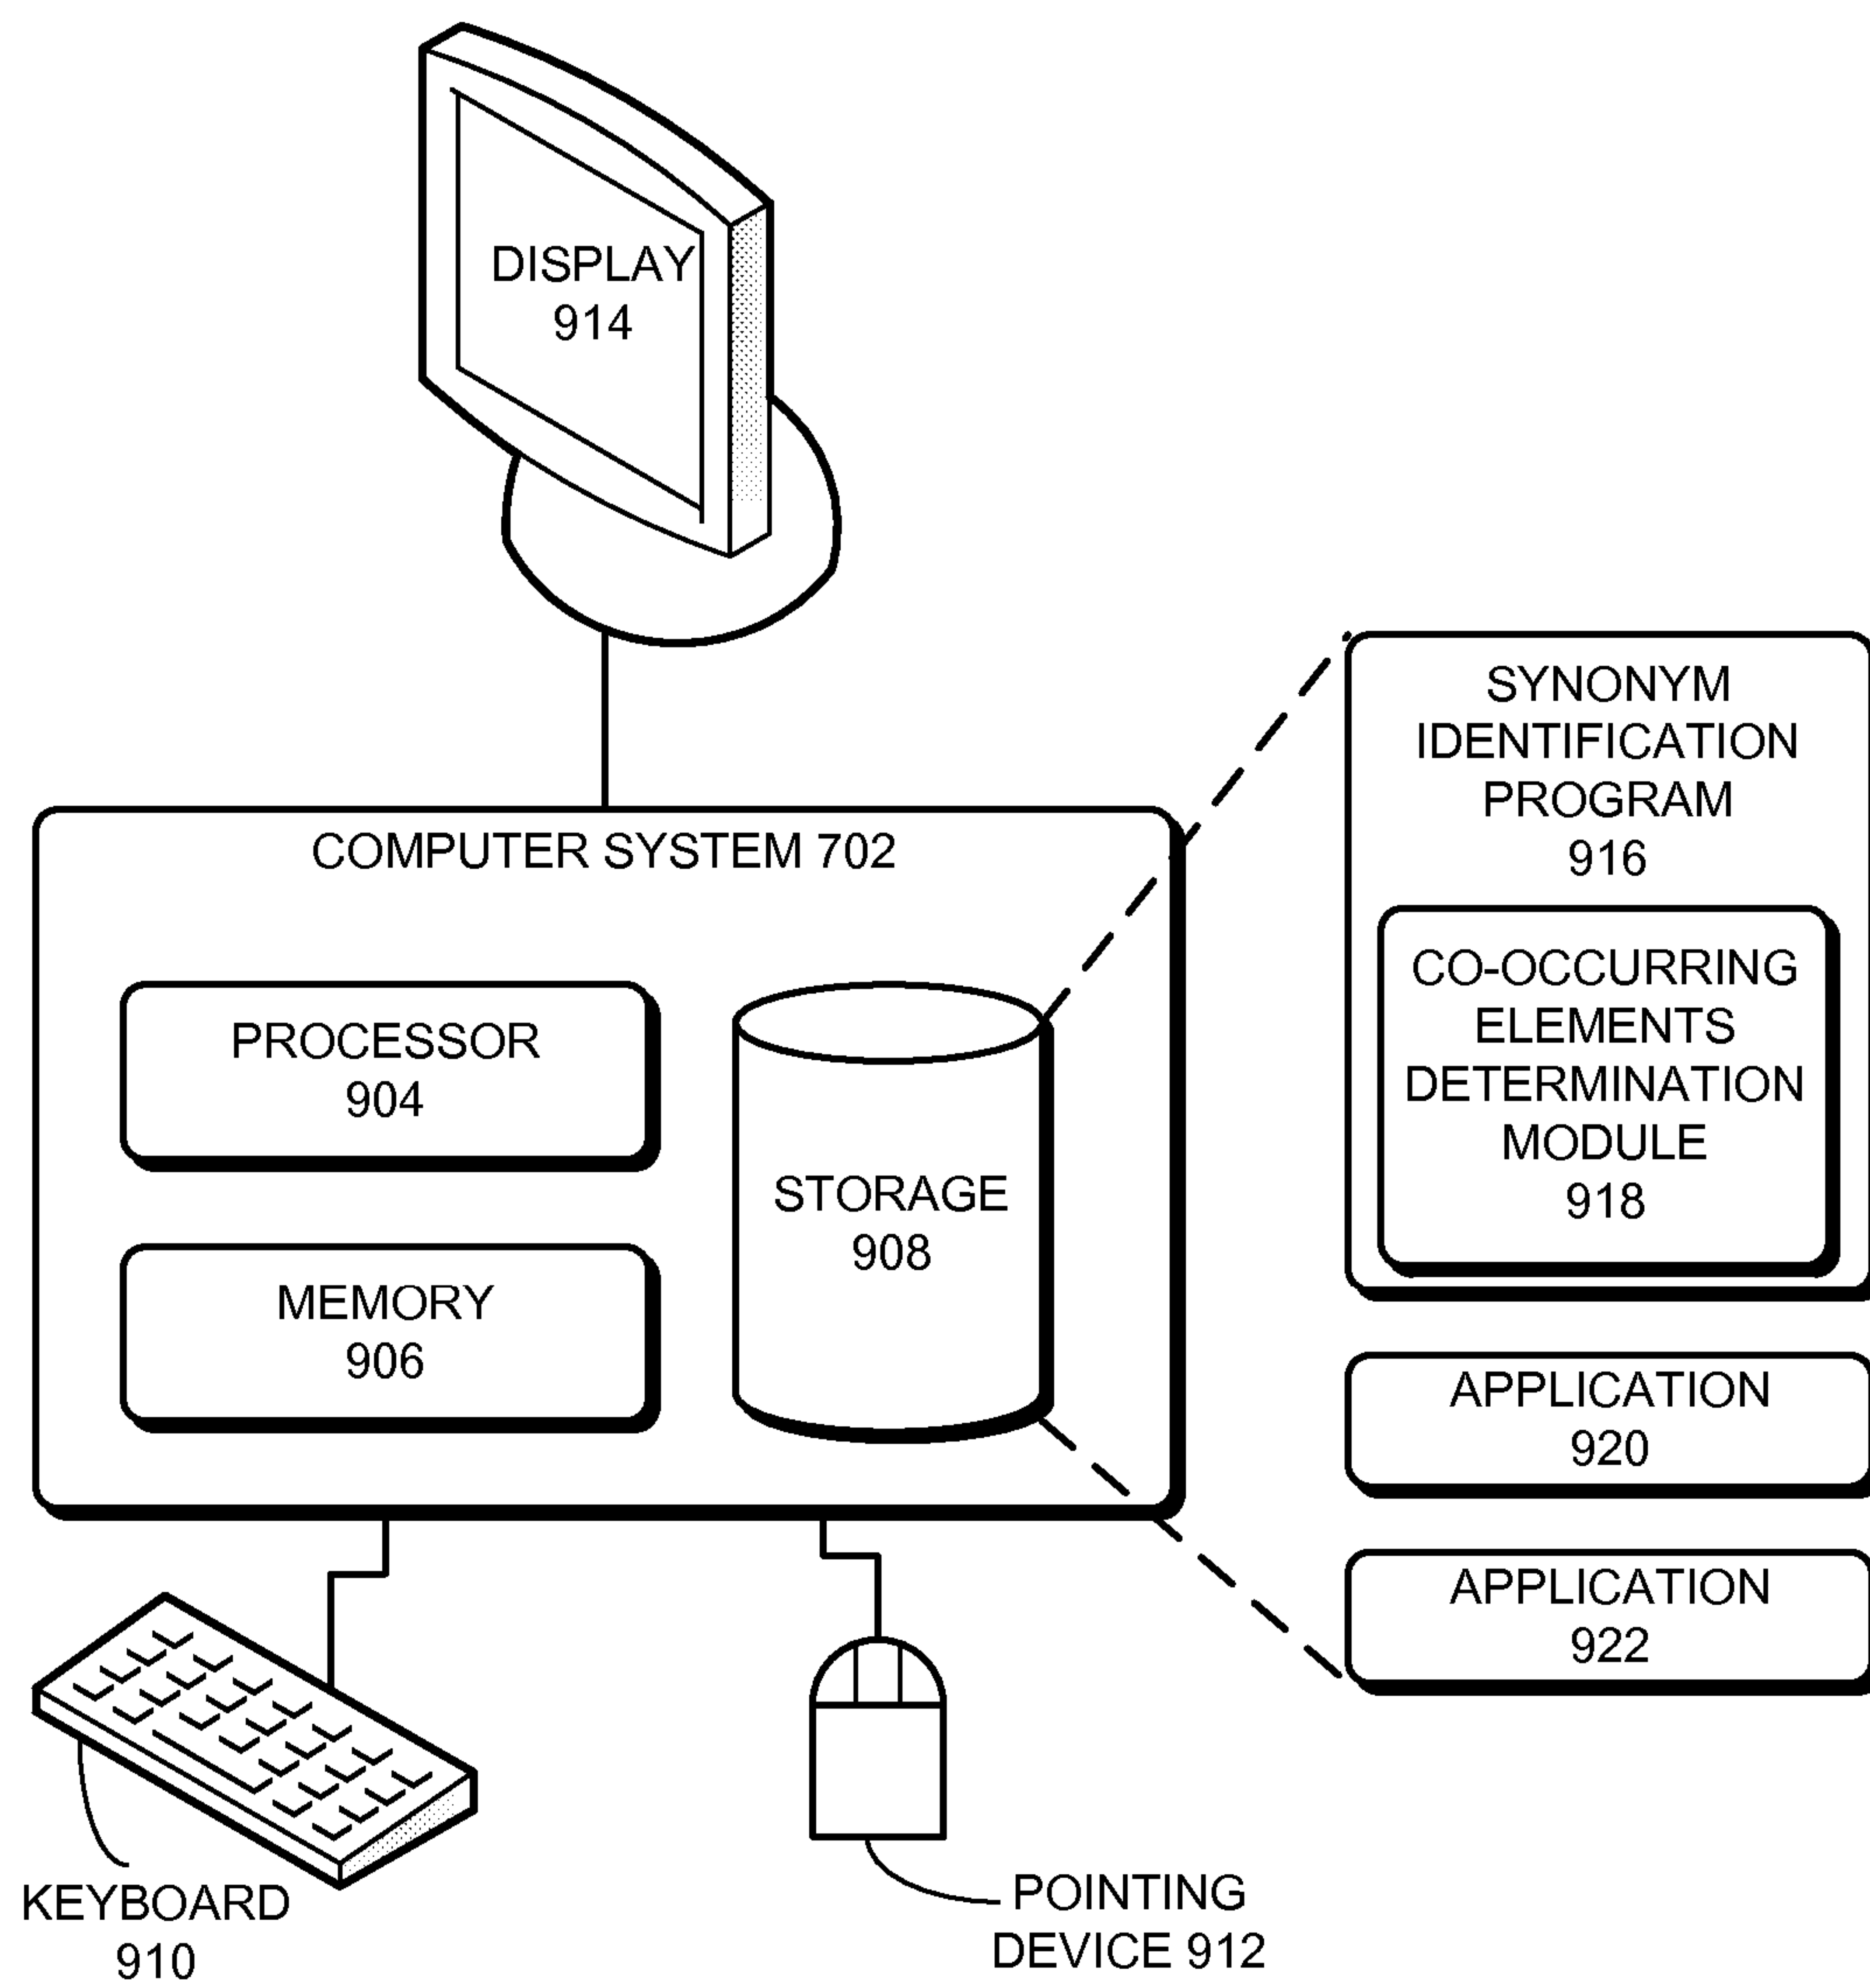 DISPLAY
914
COMPUTER SYSTEM 702
PROCESSOR
904
MEMORY
906
STORAGE
908
SYNONYM
IDENTIFICATION
PROGRAM
916
CO-OCCURRING
ELEMENTS
DETERMINATION
MODULE
918
APPLICATION
920
APPLICATION
922
KEYBOARD
910
POINTING
DEVICE 912